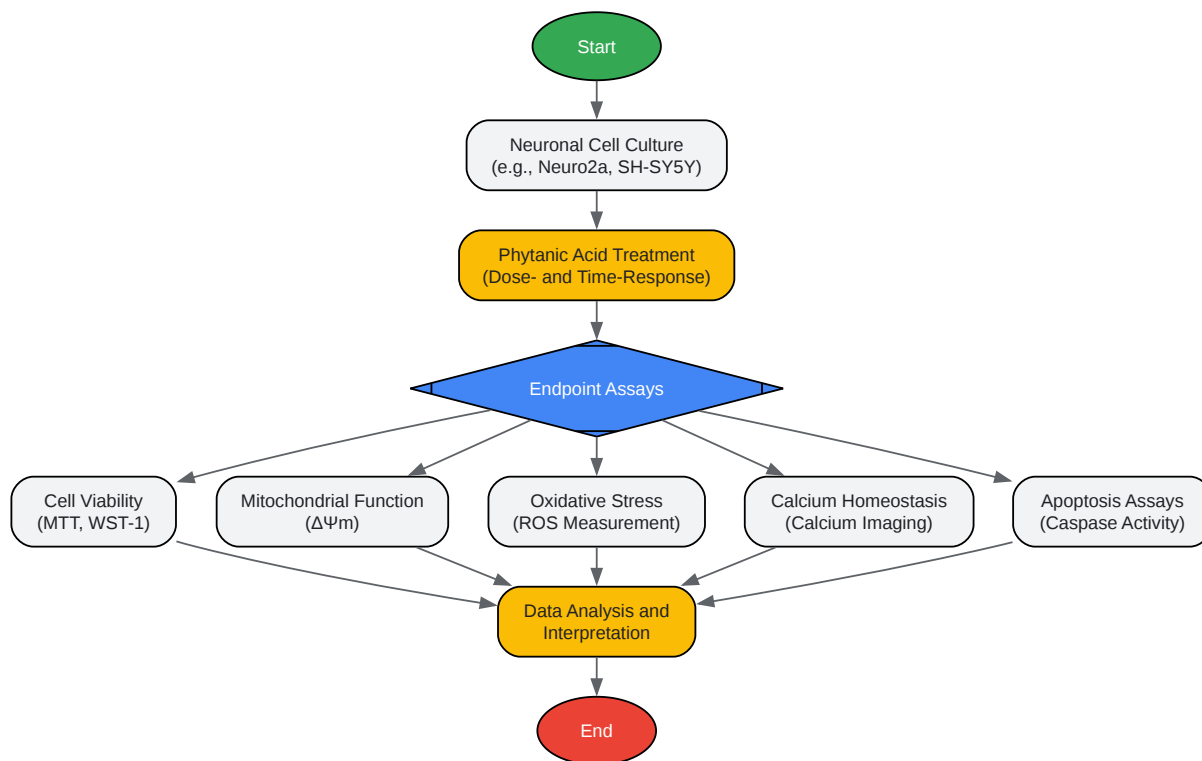 Start
Neuronal Cell Culture
(e.g., Neuro2a, SH-SY5Y)
Phytanic Acid Treatment
(Dose- and Time-Response)
Endpoint Assays
Cell Viability
(MTT, WST-1)
Mitochondrial Function
(ΔΨm)
Oxidative Stress
(ROS Measurement)
Calcium Homeostasis
(Calcium Imaging)
Apoptosis Assays
(Caspase Activity)
Data Analysis and
Interpretation
End